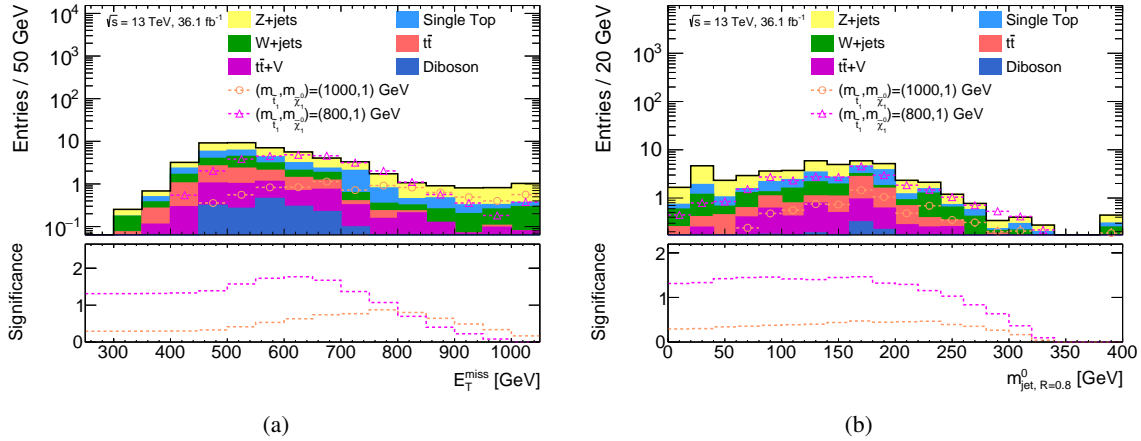 √s = 13 TeV, 36.1 fb⁻¹
Z+jets
Single Top
W+jets
tt̄
tt̄+V
Diboson
(m_t̃₁,m_χ̃₁⁰)=(1000,1) GeV
(m_t̃₁,m_χ̃₁⁰)=(800,1) GeV
Entries / 50 GeV
10⁴
10³
10²
10
1
10⁻¹
Significance
2
1
0
300 400 500 600 700 800 900 1000
E_T^miss [GeV]
(a)
√s = 13 TeV, 36.1 fb⁻¹
Z+jets
Single Top
W+jets
tt̄
tt̄+V
Diboson
(m_t̃₁,m_χ̃₁⁰)=(1000,1) GeV
(m_t̃₁,m_χ̃₁⁰)=(800,1) GeV
Entries / 20 GeV
10⁴
10³
10²
10
1
Significance
2
1
0
0 50 100 150 200 250 300 350 400
m⁰_jet, R=0.8 [GeV]
(b)